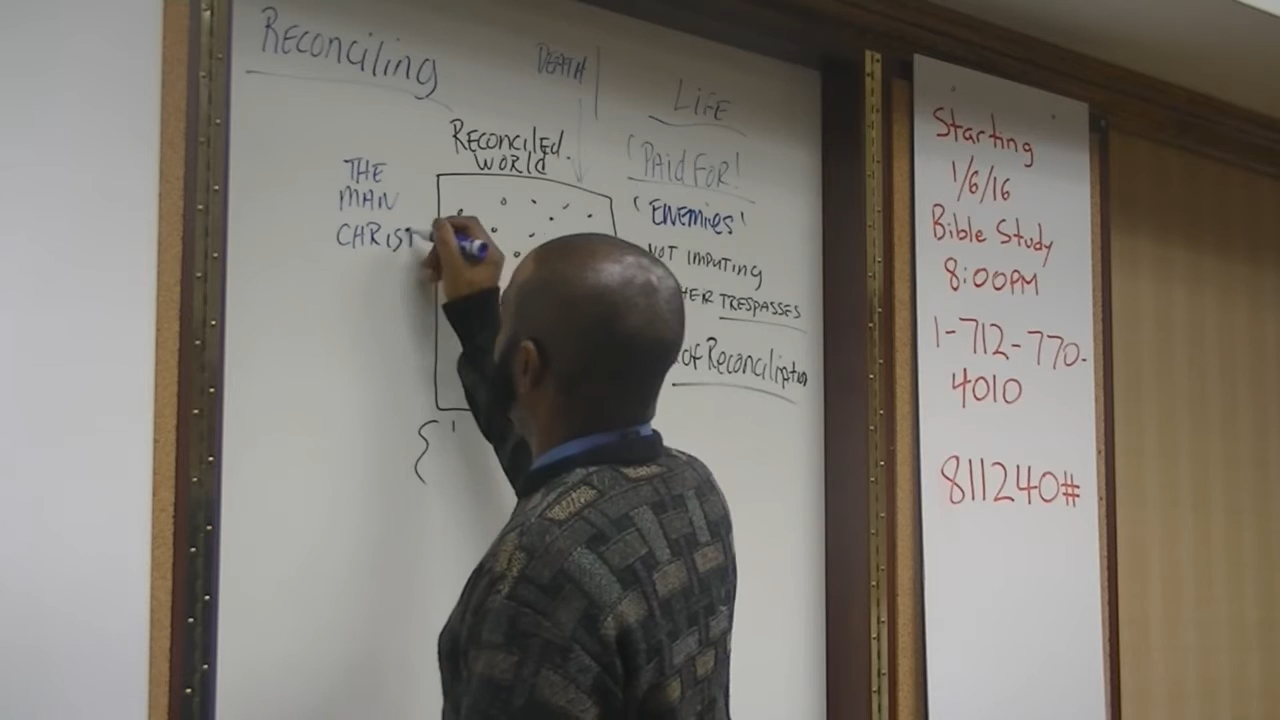 Reconciling
DEATH
Reconciled
World
THE
MAN
CHRIST
LiFE
'Paid For!
'Enemies'
Not imputing
Trespasses
of Reconciliation
Starting
1/6/16
Bible Study
8:00PM
1-712-770-
4010
811240#